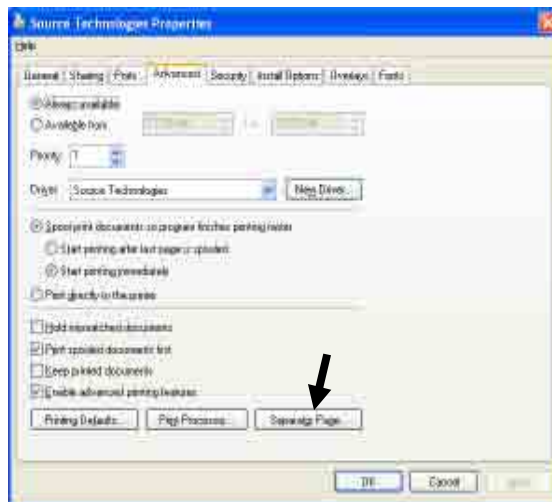 Source Technologies Properties
Help
General Sharing Ports Advanced Security Install Options Overlays Fonts
Always available
Available from To
Priority: 1
Driver: Source Technologies New Driver...
Spool print documents so program finishes printing faster
Start printing after last page is spooled
Start printing immediately
Print directly to the printer
Hold mismatched documents
Print spooled documents first
Keep printed documents
Enable advanced printing features
Printing Defaults... Print Processor... Separator Page...
OK Cancel Apply